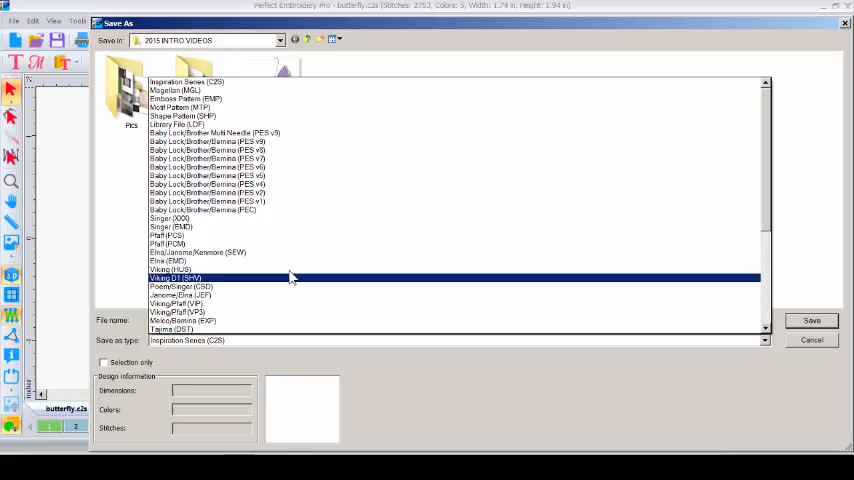 Perfect Embroidery Pro - butterfly.c2s (Stitches: 2753, Colors: 5, Width: 1.74 in, Height: 1.94 in)
File Edit View Tools
Save As
Save in: 2015 INTRO VIDEOS
Pics
Inspiration Series (C2S)
Magellan (MGL)
Emboss Pattern (EMP)
Motif Pattern (MTP)
Shape Pattern (SHP)
Library File (LDF)
Baby Lock/Brother Multi Needle (PES v9)
Baby Lock/Brother/Bernina (PES v9)
Baby Lock/Brother/Bernina (PES v8)
Baby Lock/Brother/Bernina (PES v7)
Baby Lock/Brother/Bernina (PES v6)
Baby Lock/Brother/Bernina (PES v5)
Baby Lock/Brother/Bernina (PES v4)
Baby Lock/Brother/Bernina (PES v2)
Baby Lock/Brother/Bernina (PES v1)
Baby Lock/Brother/Bernina (PEC)
Singer (XXX)
Singer (EMD)
Pfaff (PCS)
Pfaff (PCM)
Elna/Janome/Kenmore (SEW)
Elna (EMD)
Viking (HUS)
Viking D1 (SHV)
Poem/Singer (CSD)
Janome/Elna (JEF)
Viking/Pfaff (VIP)
Viking/Pfaff (VP3)
Melco/Bernina (EXP)
Tajima (DST)
File name: Save
Save as type: Inspiration Series (C2S) Cancel
Selection only
Design information
Dimensions:
Colors:
Stitches:
butterfly.c2s
1 2